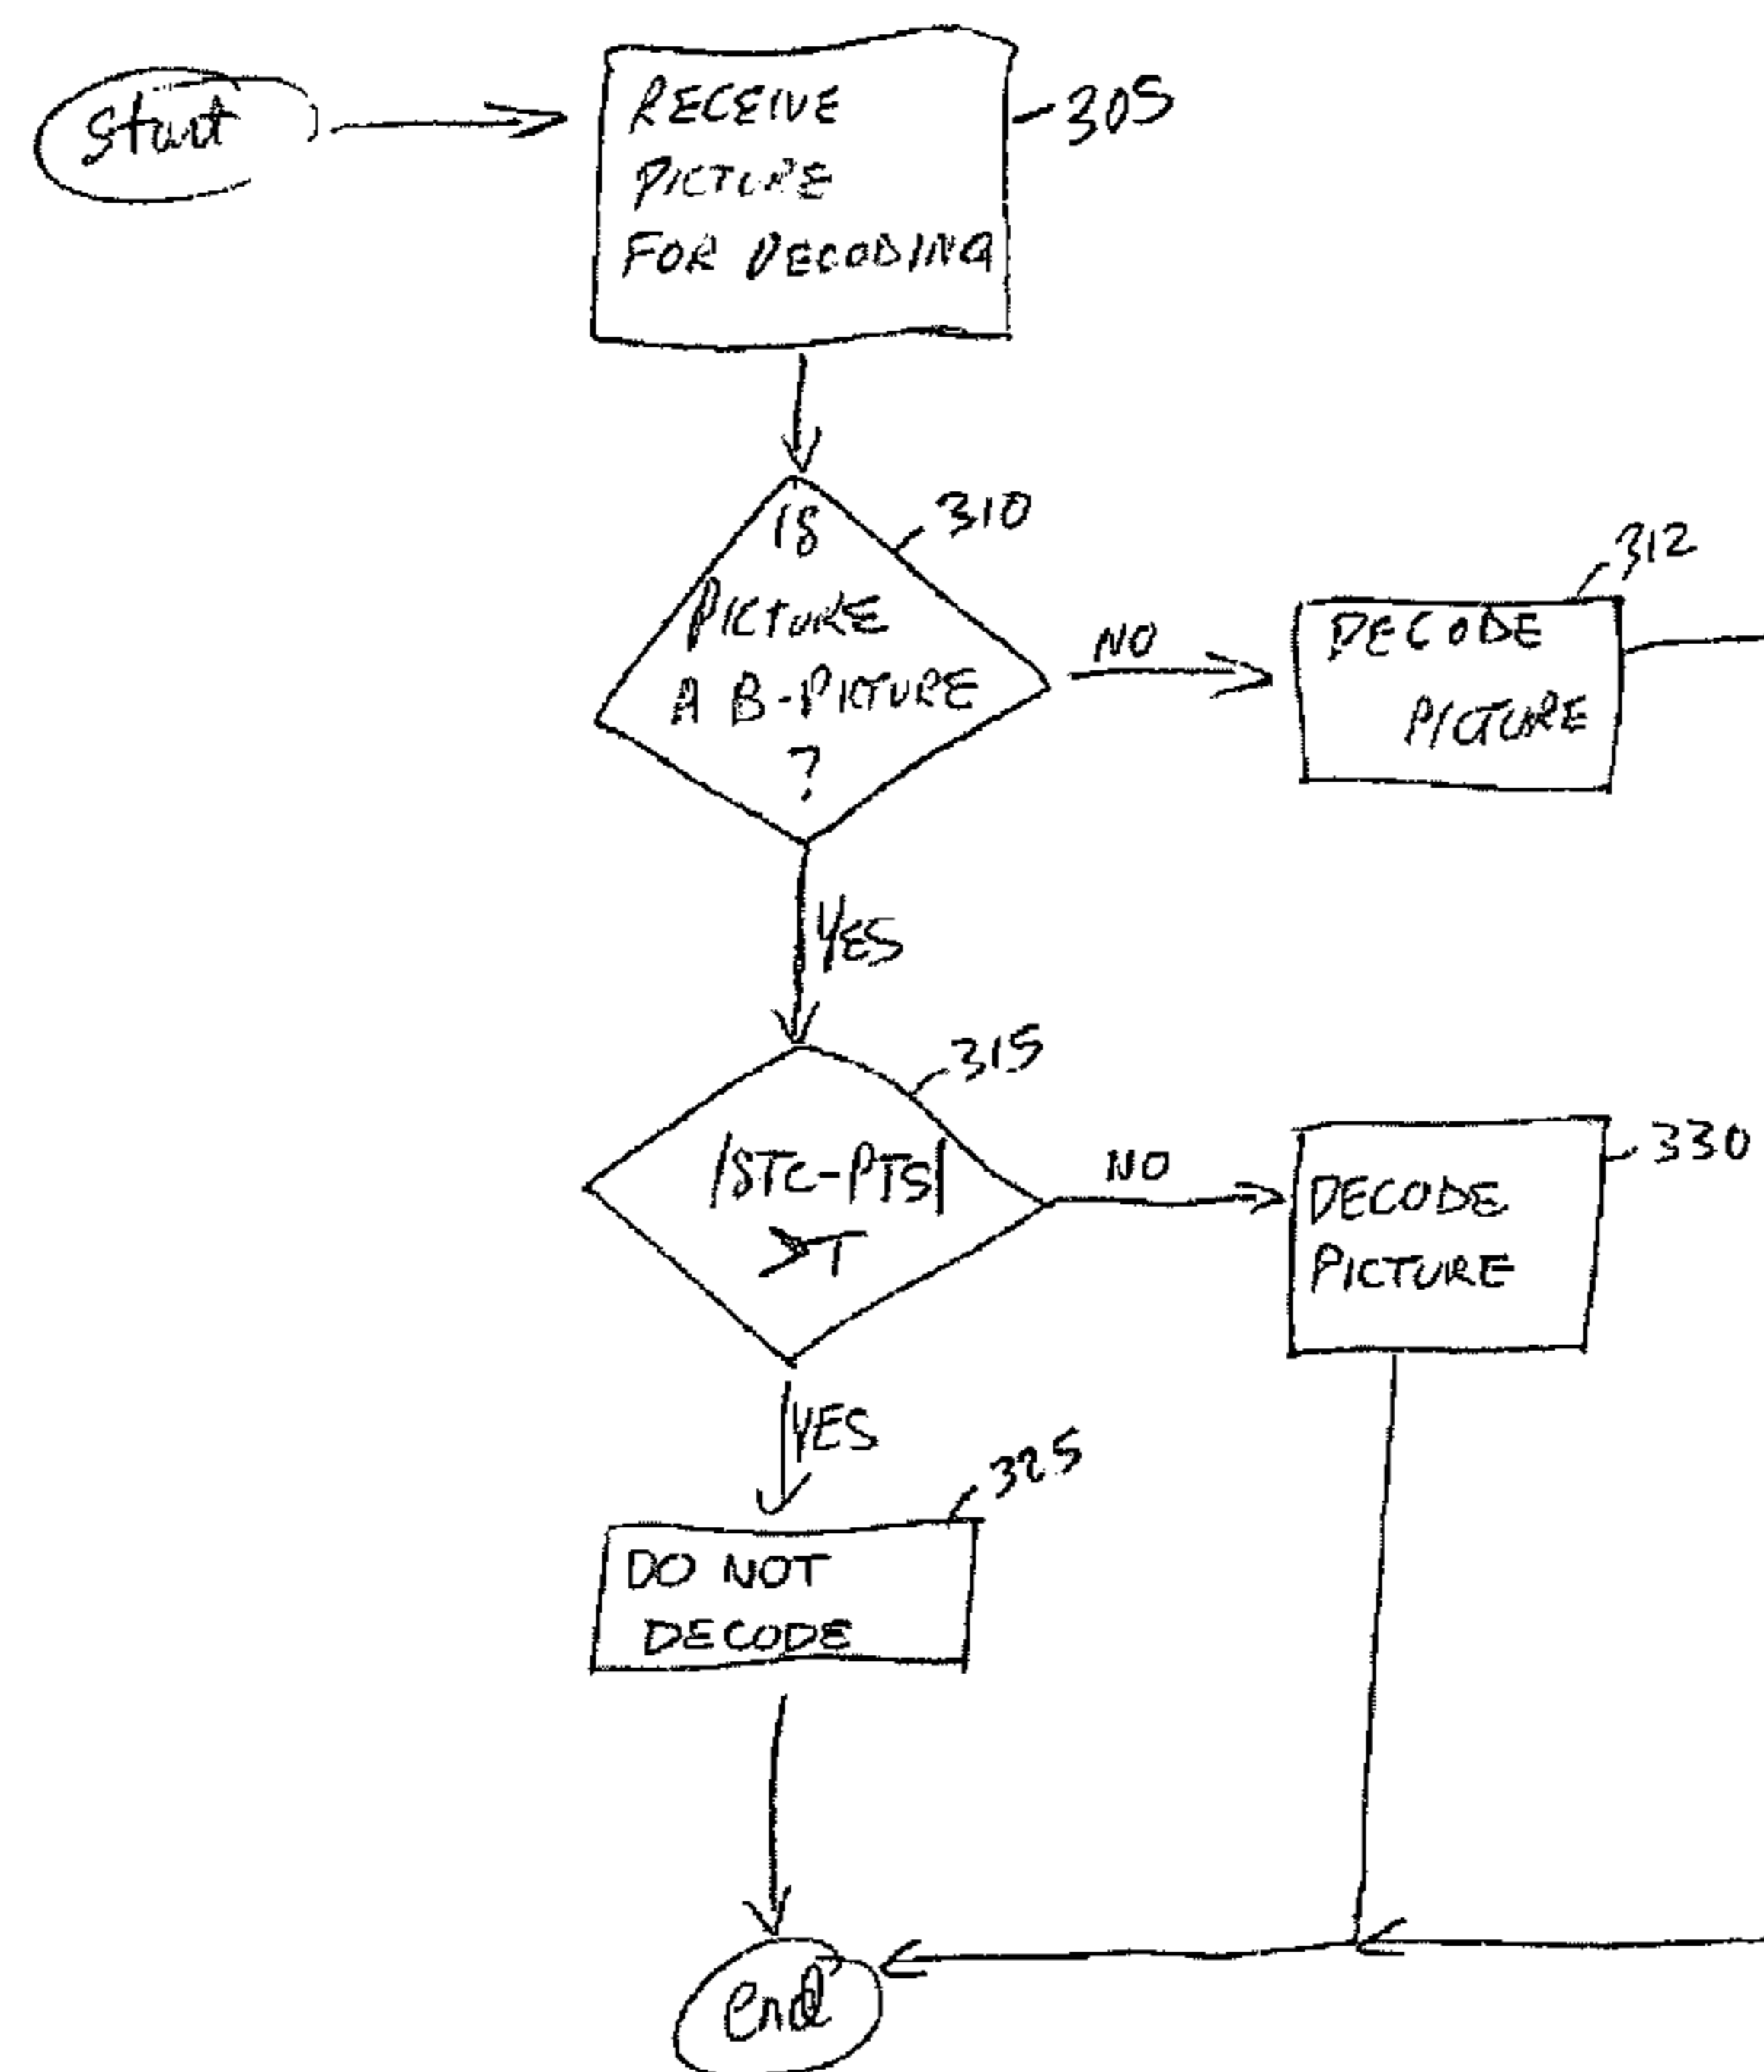 Start
RECEIVE
PICTURE
FOR DECODING
305
IS
PICTURE
A B-PICTURE
?
310
NO
312
DECODE
PICTURE
YES
315
|STC-PTS|
>T
NO
330
DECODE
PICTURE
YES
325
DO NOT
DECODE
end